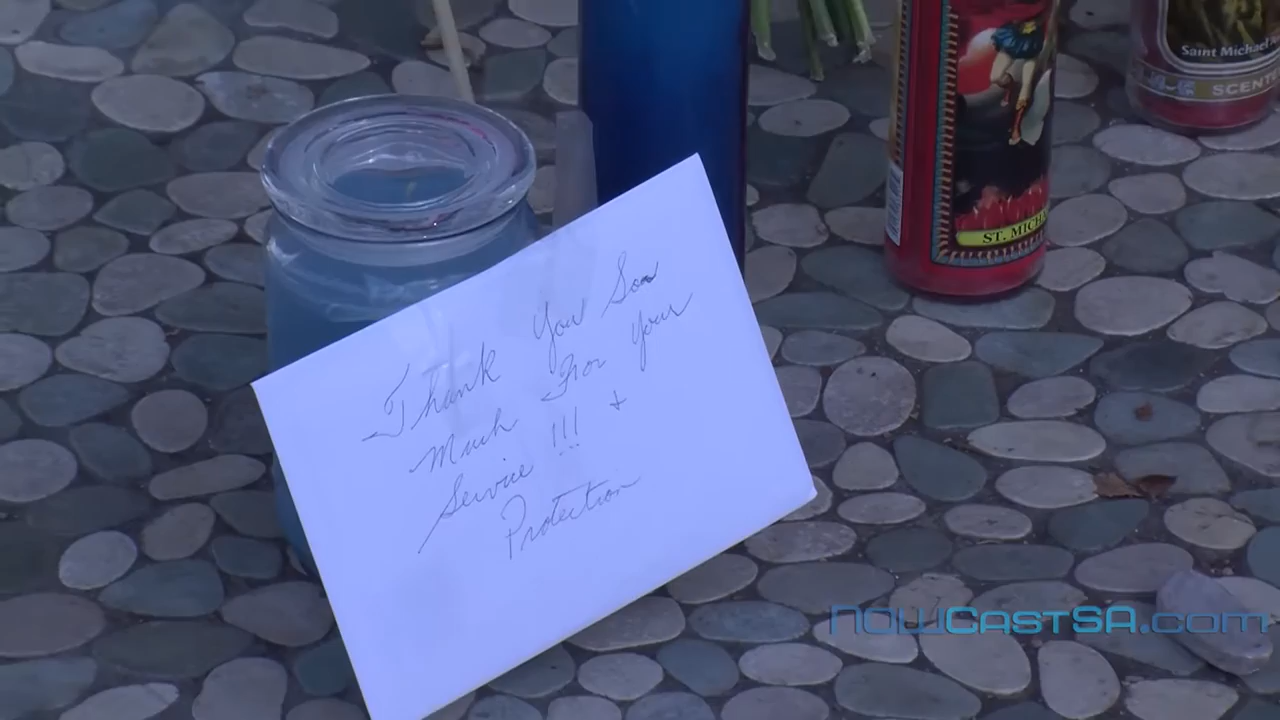 Thank You Soo
Much For Your
Service !!! +
Protection
ST. MICH
Saint Michael
SCENTE
NOWCastSA.com